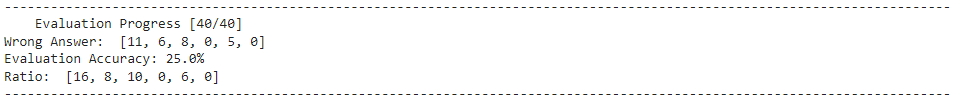 Evaluation Progress [40/40]
Wrong Answer:  [11, 6, 8, 0, 5, 0]
Evaluation Accuracy: 25.0%
Ratio:  [16, 8, 10, 0, 6, 0]